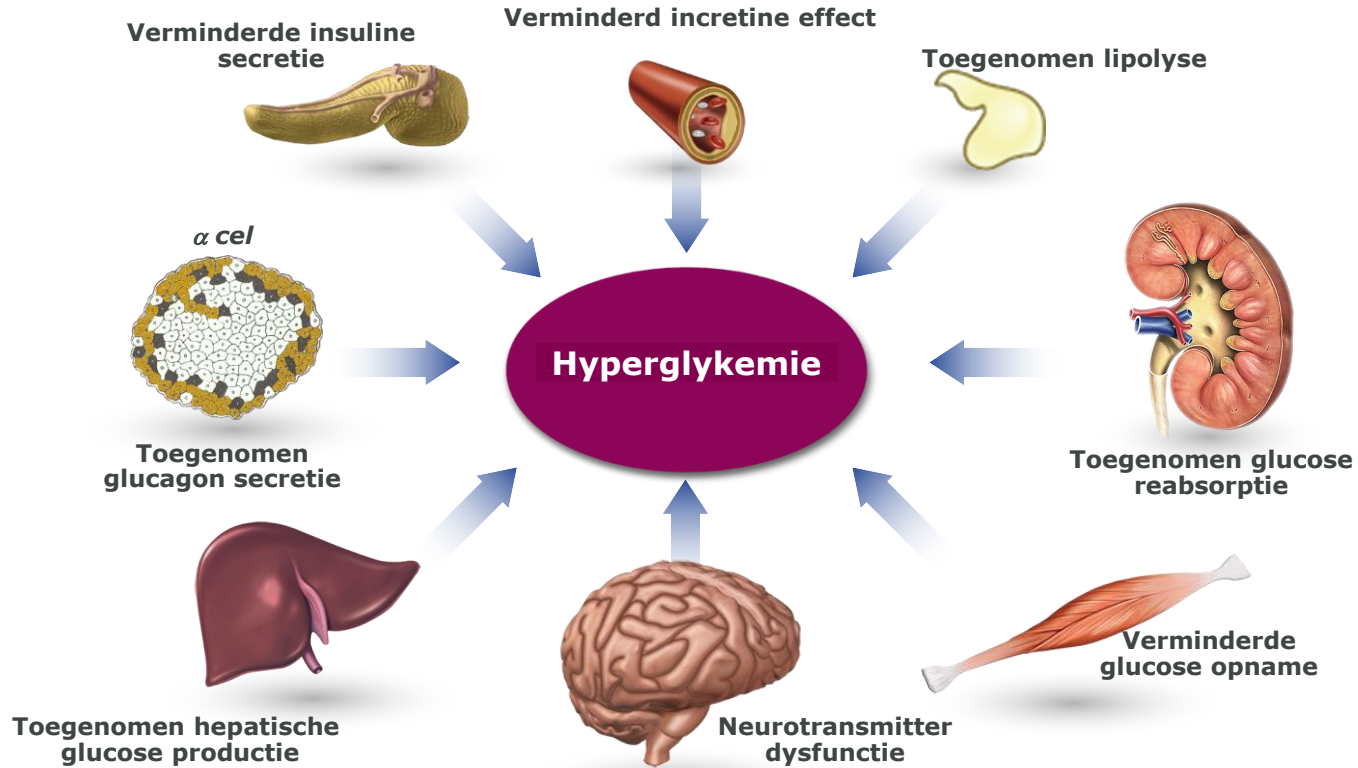 Verminderde insuline
secretie
Verminderd incretine effect
Toegenomen lipolyse
α cel
Hyperglykemie
Toegenomen
glucagon secretie
Toegenomen glucose
reabsorptie
Verminderde
glucose opname
Toegenomen hepatische
glucose productie
Neurotransmitter
dysfunctie